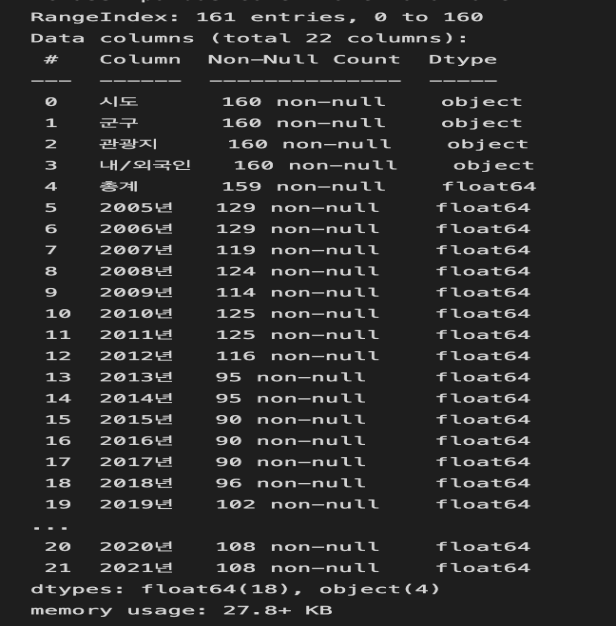 RangeIndex: 161 entries, 0 to 160
Data columns (total 22 columns):
 #   Column   Non-Null Count  Dtype
---  ------   --------------  -----
 0   시도       160 non-null    object
 1   군구       160 non-null    object
 2   관광지      160 non-null    object
 3   내/외국인    160 non-null    object
 4   총계       159 non-null    float64
 5   2005년    129 non-null    float64
 6   2006년    129 non-null    float64
 7   2007년    119 non-null    float64
 8   2008년    124 non-null    float64
 9   2009년    114 non-null    float64
 10  2010년    125 non-null    float64
 11  2011년    125 non-null    float64
 12  2012년    116 non-null    float64
 13  2013년    95 non-null     float64
 14  2014년    95 non-null     float64
 15  2015년    90 non-null     float64
 16  2016년    90 non-null     float64
 17  2017년    90 non-null     float64
 18  2018년    96 non-null     float64
 19  2019년    102 non-null    float64
...
 20  2020년    108 non-null    float64
 21  2021년    108 non-null    float64
dtypes: float64(18), object(4)
memory usage: 27.8+ KB